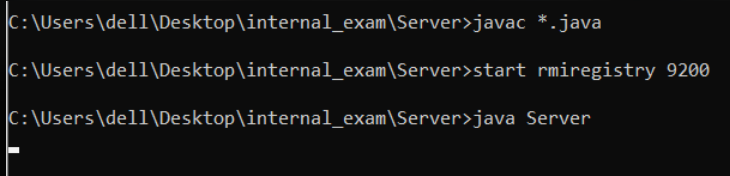 C:\Users\dell\Desktop\internal_exam\Server>javac *.java
C:\Users\dell\Desktop\internal_exam\Server>start rmiregistry 9200
C:\Users\dell\Desktop\internal_exam\Server>java Server